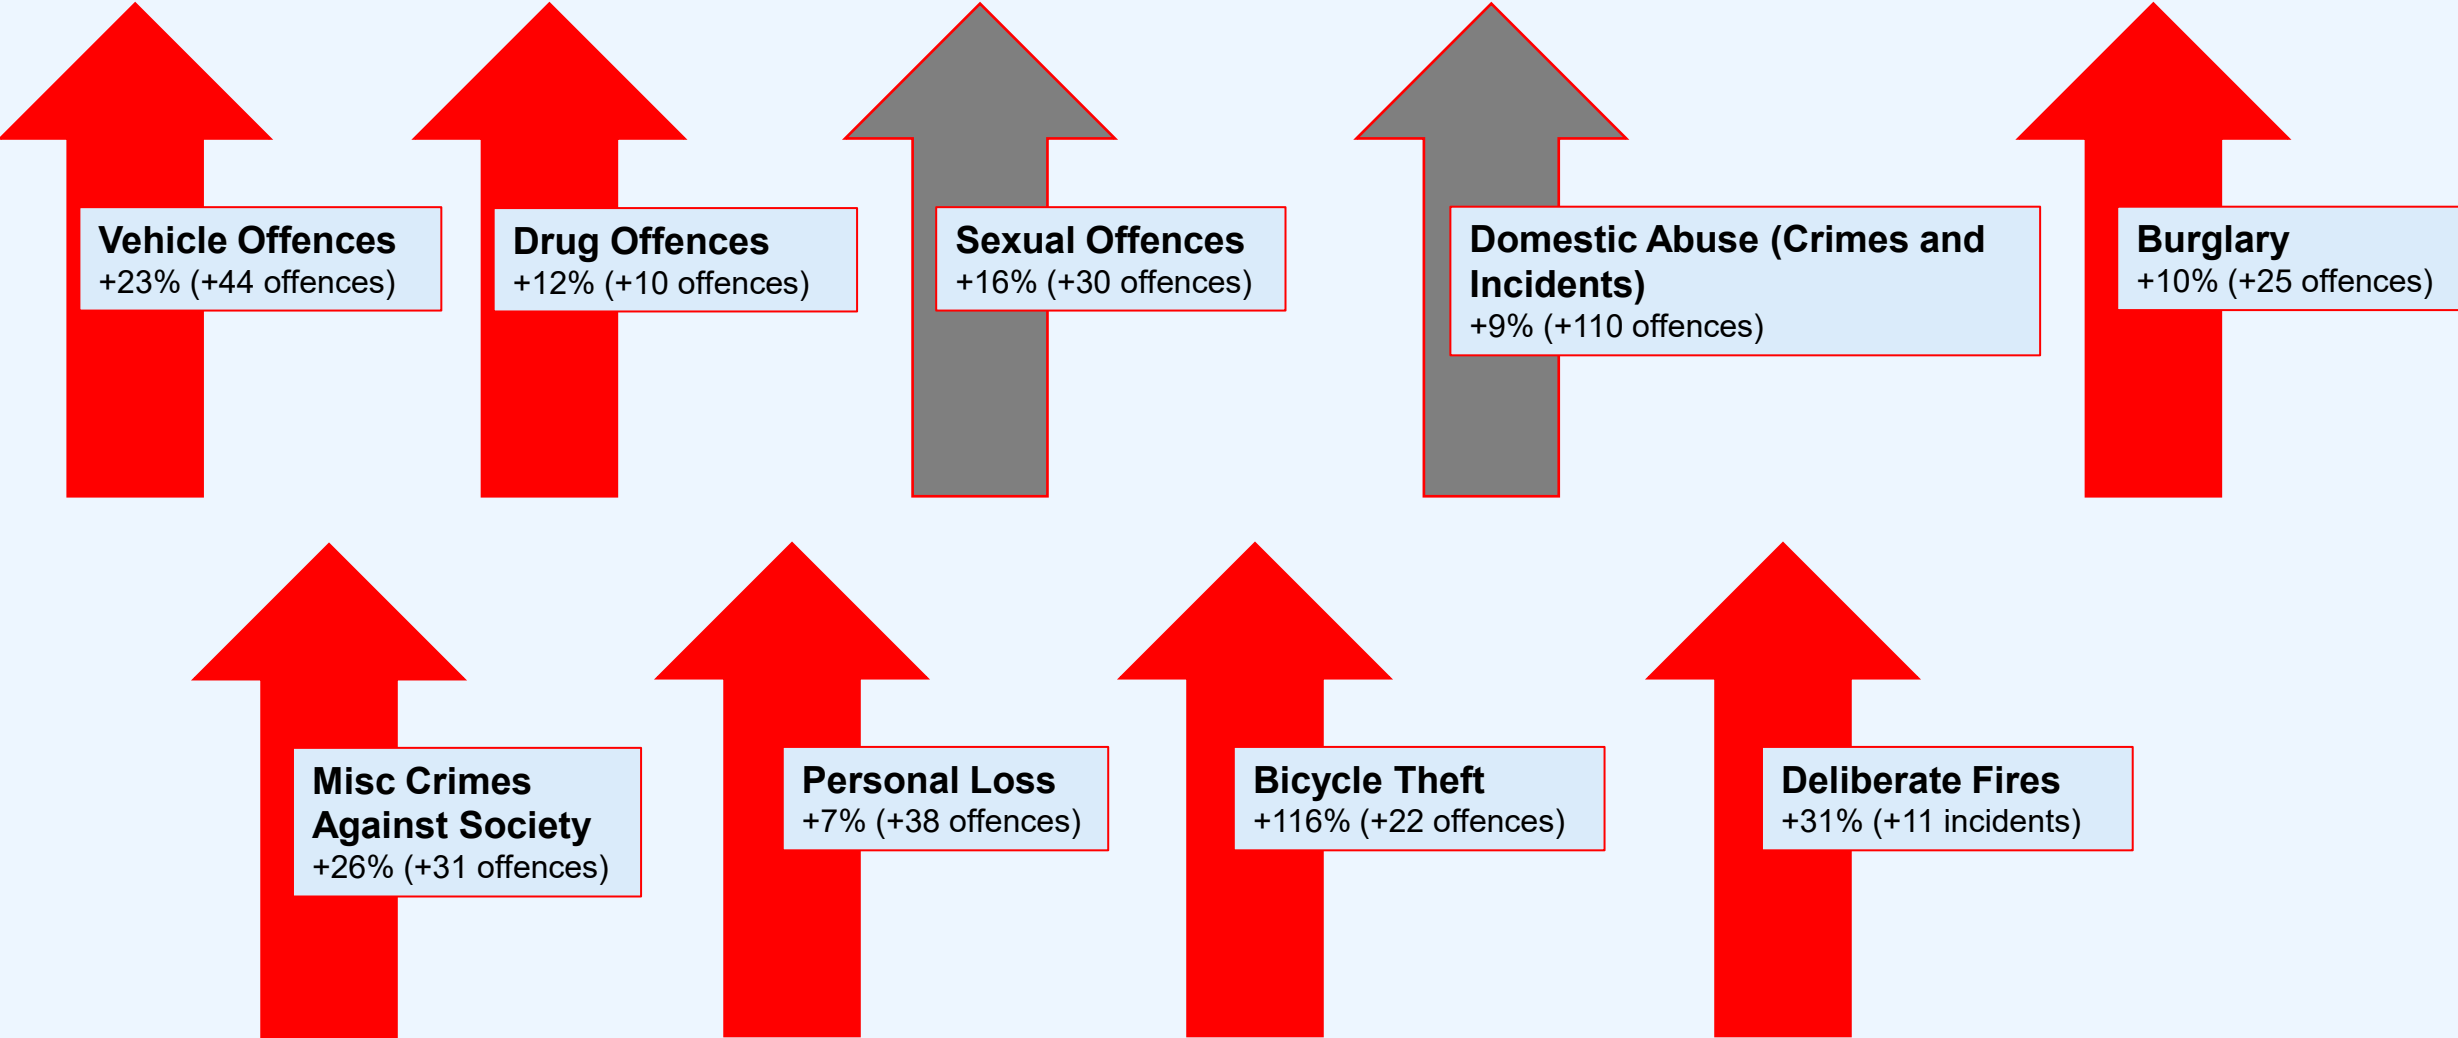 Vehicle Offences
+23% (+44 offences)
Drug Offences
+12% (+10 offences)
Sexual Offences
+16% (+30 offences)
Domestic Abuse (Crimes and
Incidents)
+9% (+110 offences)
Burglary
+10% (+25 offences)
Misc Crimes
Against Society
+26% (+31 offences)
Personal Loss
+7% (+38 offences)
Bicycle Theft
+116% (+22 offences)
Deliberate Fires
+31% (+11 incidents)